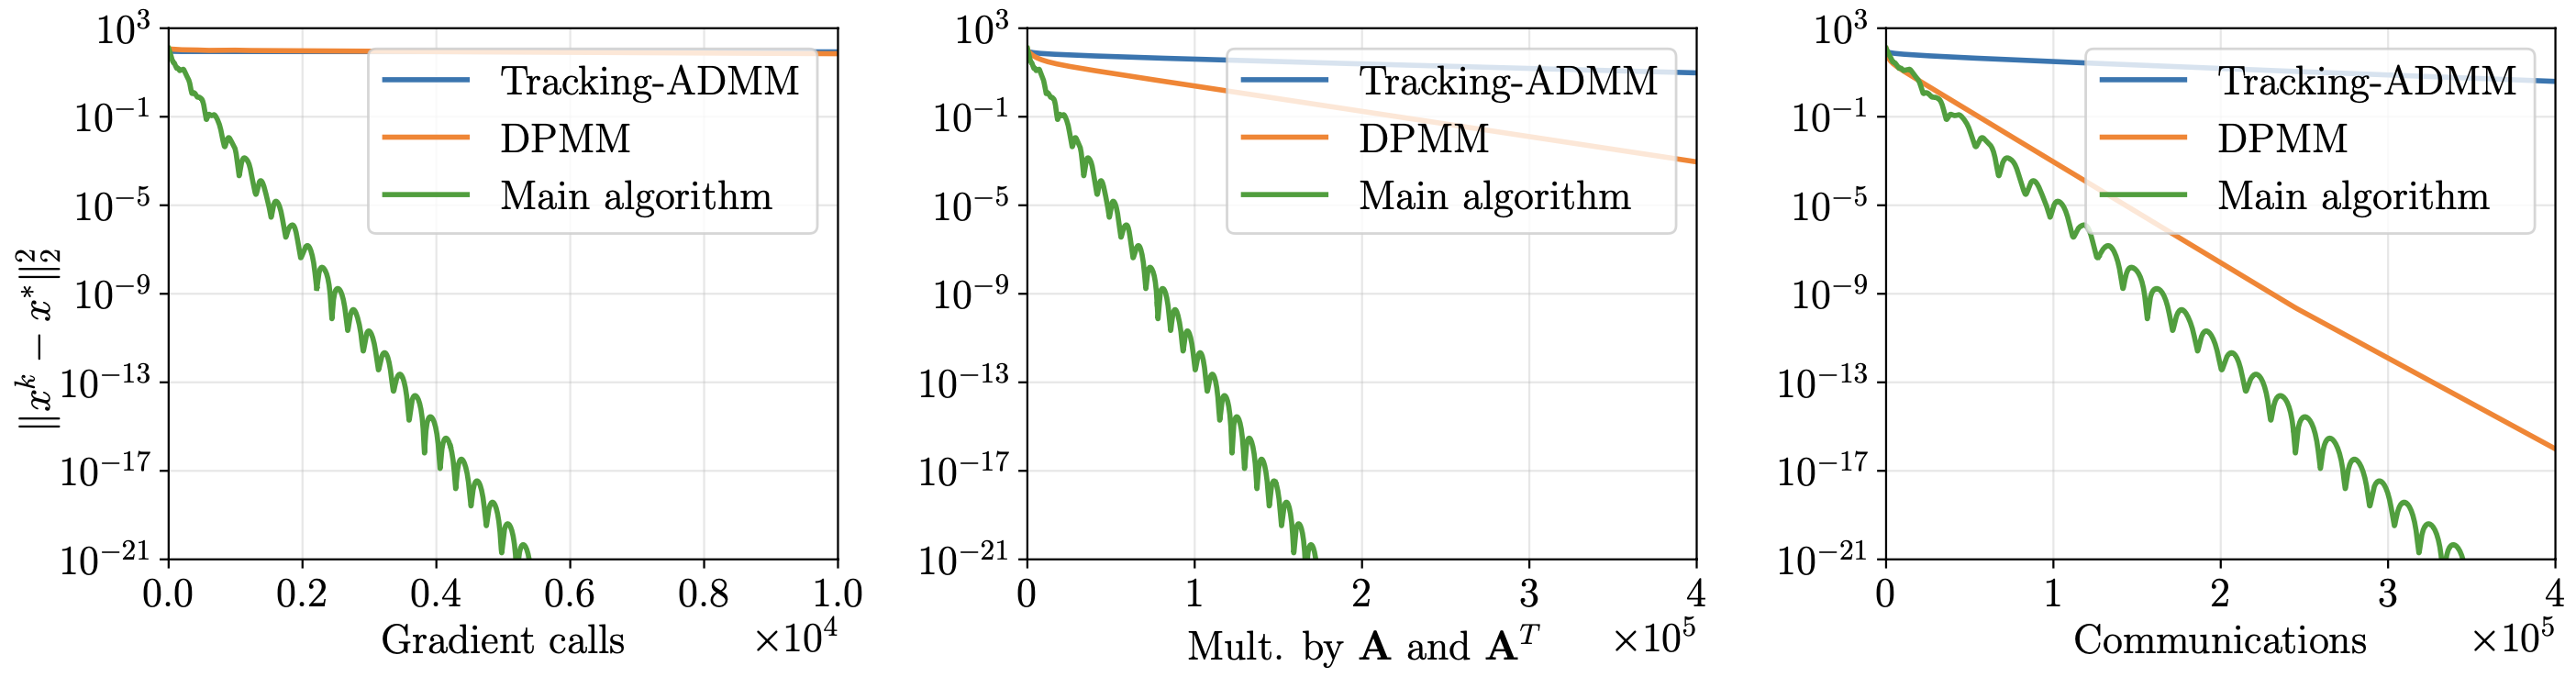 ‖x^k − x*‖_2^2
10^3
10^−1
10^−5
10^−9
10^−13
10^−17
10^−21
Tracking-ADMM
DPMM
Main algorithm
0.0 0.2 0.4 0.6 0.8 1.0
Gradient calls ×10^4
10^3
10^−1
10^−5
10^−9
10^−13
10^−17
10^−21
Tracking-ADMM
DPMM
Main algorithm
0 1 2 3 4
Mult. by A and A^T ×10^5
10^3
10^−1
10^−5
10^−9
10^−13
10^−17
10^−21
Tracking-ADMM
DPMM
Main algorithm
0 1 2 3 4
Communications ×10^5